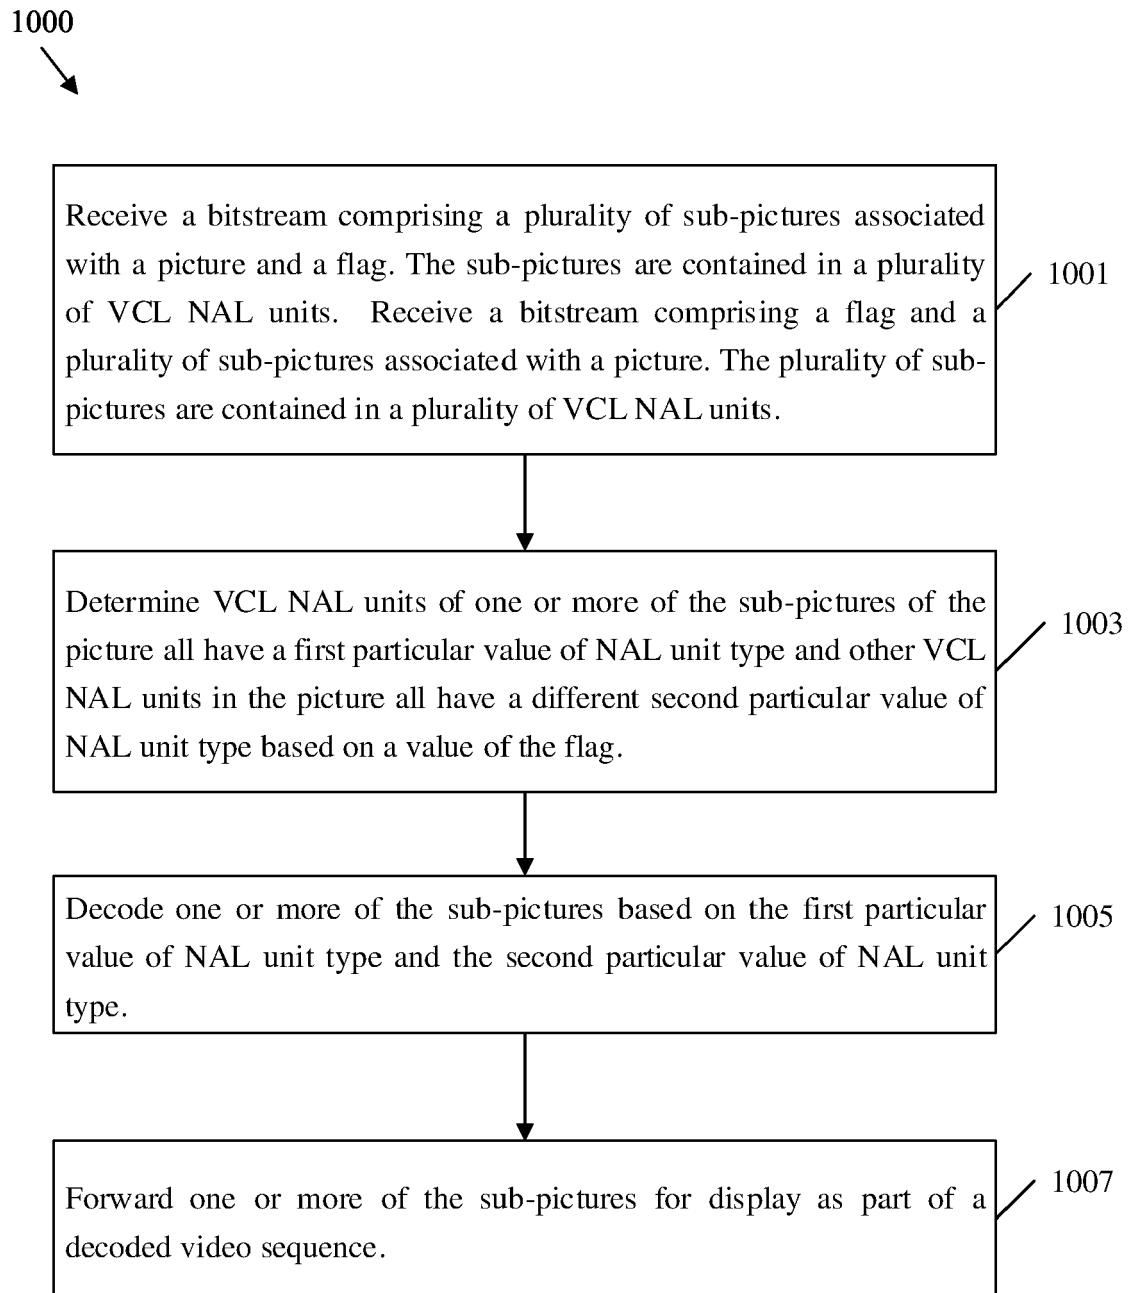 1000
Receive a bitstream comprising a plurality of sub-pictures associated
with a picture and a flag. The sub-pictures are contained in a plurality
of VCL NAL units. Receive a bitstream comprising a flag and a
plurality of sub-pictures associated with a picture. The plurality of sub-
pictures are contained in a plurality of VCL NAL units.
1001
Determine VCL NAL units of one or more of the sub-pictures of the
picture all have a first particular value of NAL unit type and other VCL
NAL units in the picture all have a different second particular value of
NAL unit type based on a value of the flag.
1003
Decode one or more of the sub-pictures based on the first particular
value of NAL unit type and the second particular value of NAL unit
type.
1005
Forward one or more of the sub-pictures for display as part of a
decoded video sequence.
1007